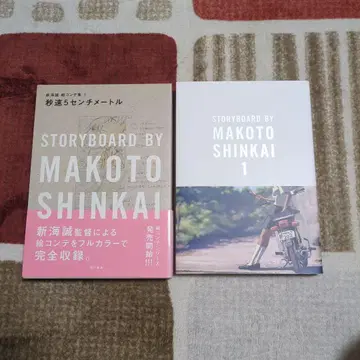 新海誠 絵コンテ集 1
秒速5センチメートル
STORYBOARD BY
MAKOTO
SHINKAI
新海誠監督による
絵コンテをフルカラーで
完全収録。
STORYBOARD BY
MAKOTO
SHINKAI
1